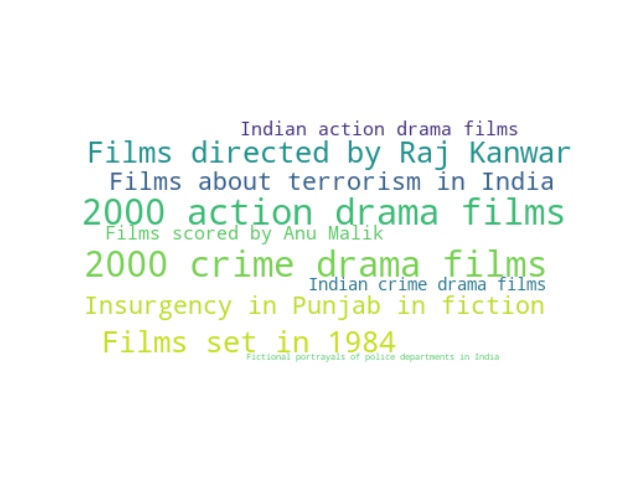 Indian action drama films
Films directed by Raj Kanwar
Films about terrorism in India
2000 action drama films
Films scored by Anu Malik
2000 crime drama films
Indian crime drama films
Insurgency in Punjab in fiction
Films set in 1984
Fictional portrayals of police departments in India